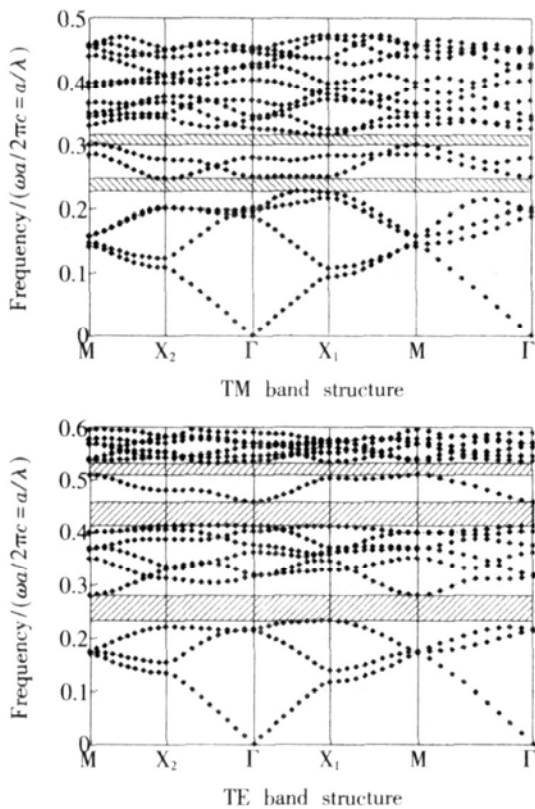 0.5
0.4
0.3
0.2
0.1
0
Frequency/(ωa/2πc = a/λ)
M X₂ Γ X₁ M Γ
TM band structure
0.6
0.5
0.4
0.3
0.2
0.1
0
Frequency/(ωa/2πc = a/λ)
M X₂ Γ X₁ M Γ
TE band structure